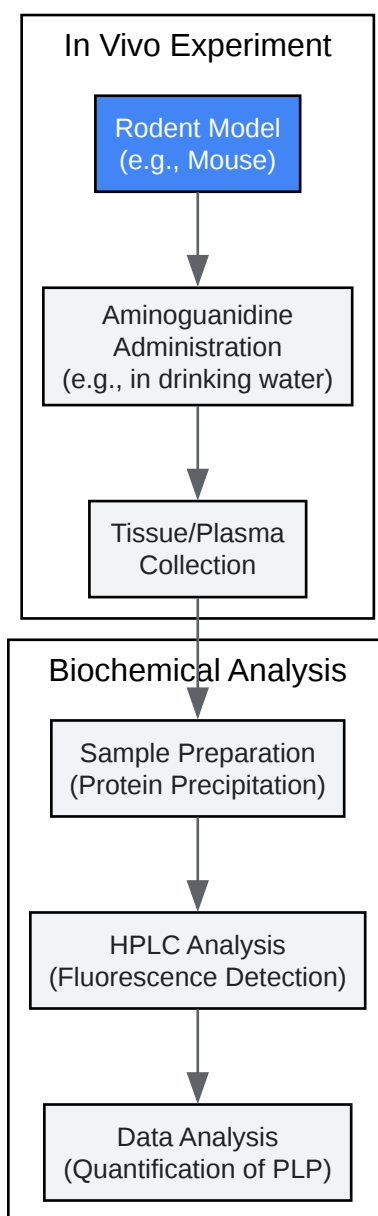 In Vivo Experiment
Rodent Model
(e.g., Mouse)
Aminoguanidine
Administration
(e.g., in drinking water)
Tissue/Plasma
Collection
Biochemical Analysis
Sample Preparation
(Protein Precipitation)
HPLC Analysis
(Fluorescence Detection)
Data Analysis
(Quantification of PLP)